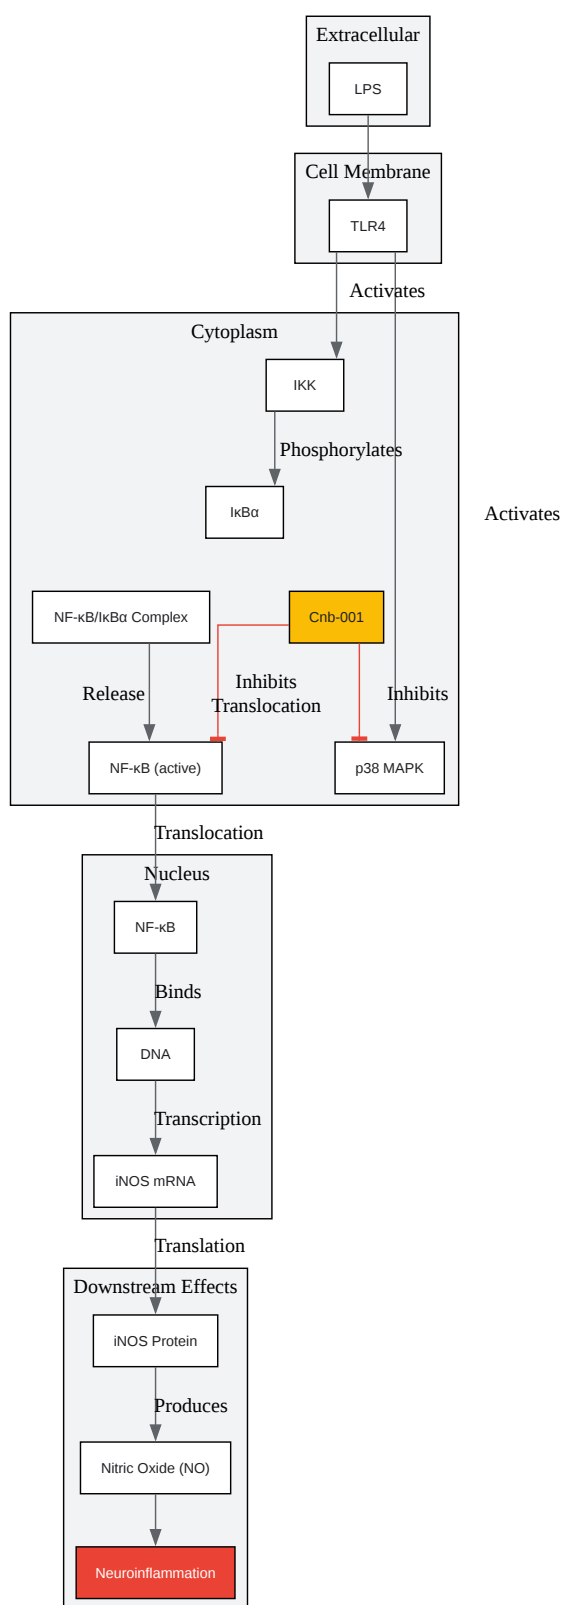 Extracellular
LPS
Cell Membrane
TLR4
Activates
Cytoplasm
IKK
Phosphorylates
IκBα
Activates
NF-κB/IκBα Complex
Cnb-001
Release
Inhibits
Translocation
Inhibits
NF-κB (active)
p38 MAPK
Translocation
Nucleus
NF-κB
Binds
DNA
Transcription
iNOS mRNA
Translation
Downstream Effects
iNOS Protein
Produces
Nitric Oxide (NO)
Neuroinflammation